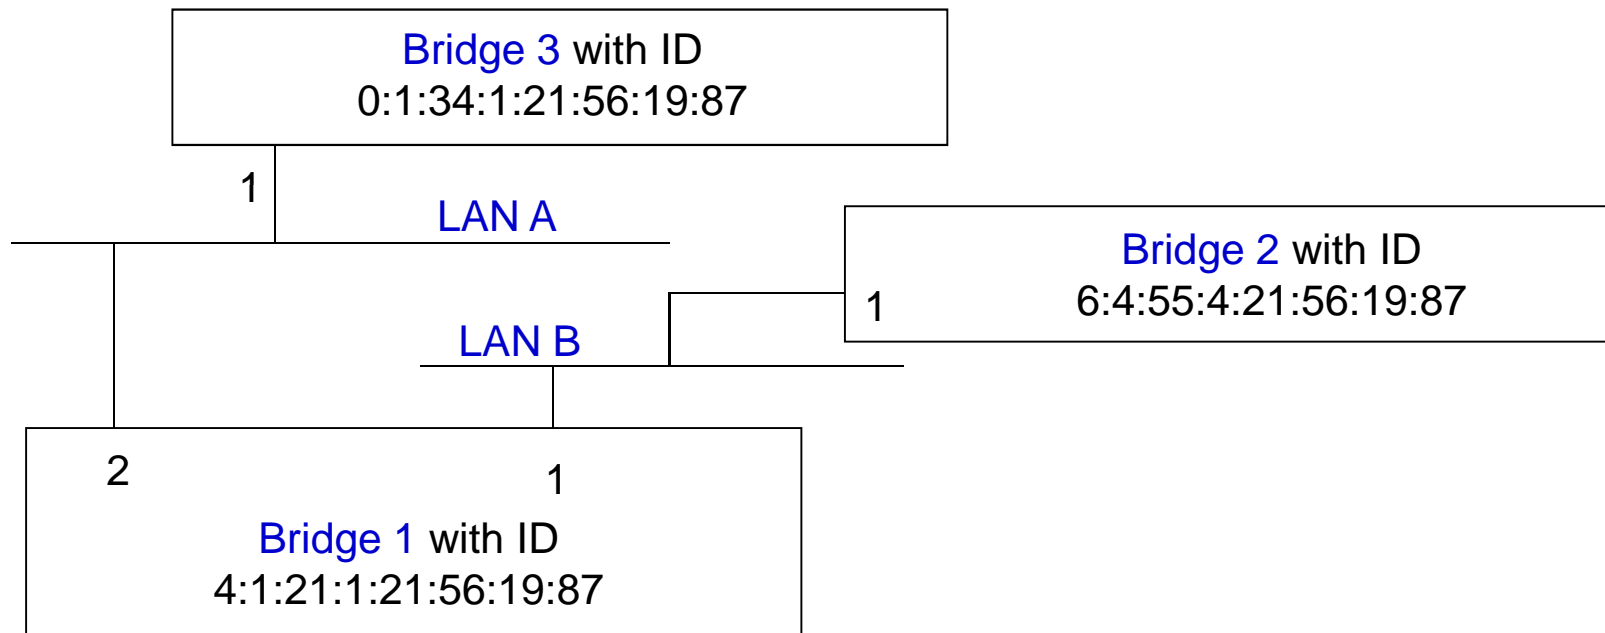 Bridge 3 with ID
0:1:34:1:21:56:19:87
1
LAN A
Bridge 2 with ID
6:4:55:4:21:56:19:87
1
LAN B
2
1
Bridge 1 with ID
4:1:21:1:21:56:19:87